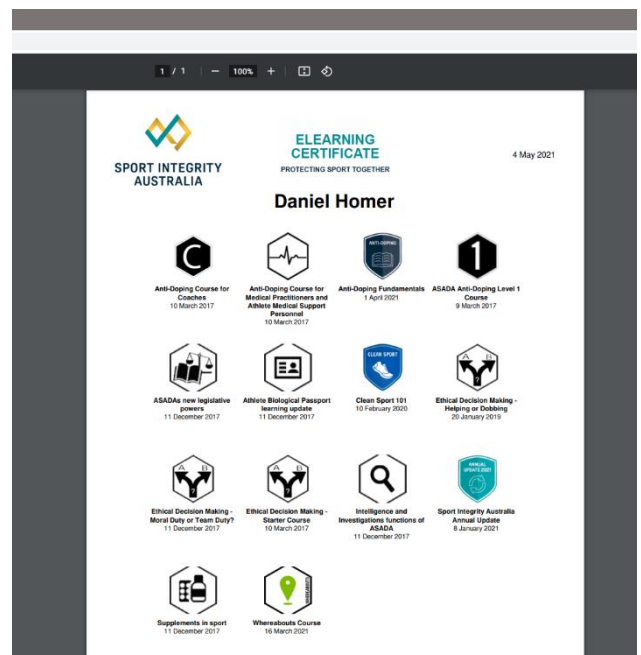 1 / 1 | − 100% +
SPORT INTEGRITY
AUSTRALIA
ELEARNING
CERTIFICATE
PROTECTING SPORT TOGETHER
4 May 2021
Daniel Homer
C
ANTI-DOPING
1
Anti-Doping Course for
Coaches
10 March 2017
Anti-Doping Course for
Medical Practitioners and
Athlete Medical Support
Personnel
10 March 2017
Anti-Doping Fundamentals
1 April 2021
ASADA Anti-Doping Level 1
Course
9 March 2017
CLEAN SPORT
A B
?
ASADAs new legislative
powers
11 December 2017
Athlete Biological Passport
learning update
11 December 2017
Clean Sport 101
10 February 2020
Ethical Decision Making -
Helping or Dobbing
20 January 2019
A B
?
A B
?
ANNUAL
UPDATE 2021
Ethical Decision Making -
Moral Duty or Team Duty?
11 December 2017
Ethical Decision Making -
Starter Course
10 March 2017
Intelligence and
Investigations functions of
ASADA
11 December 2017
Sport Integrity Australia
Annual Update
8 January 2021
WHEREABOUTS
Supplements in sport
11 December 2017
Whereabouts Course
16 March 2021